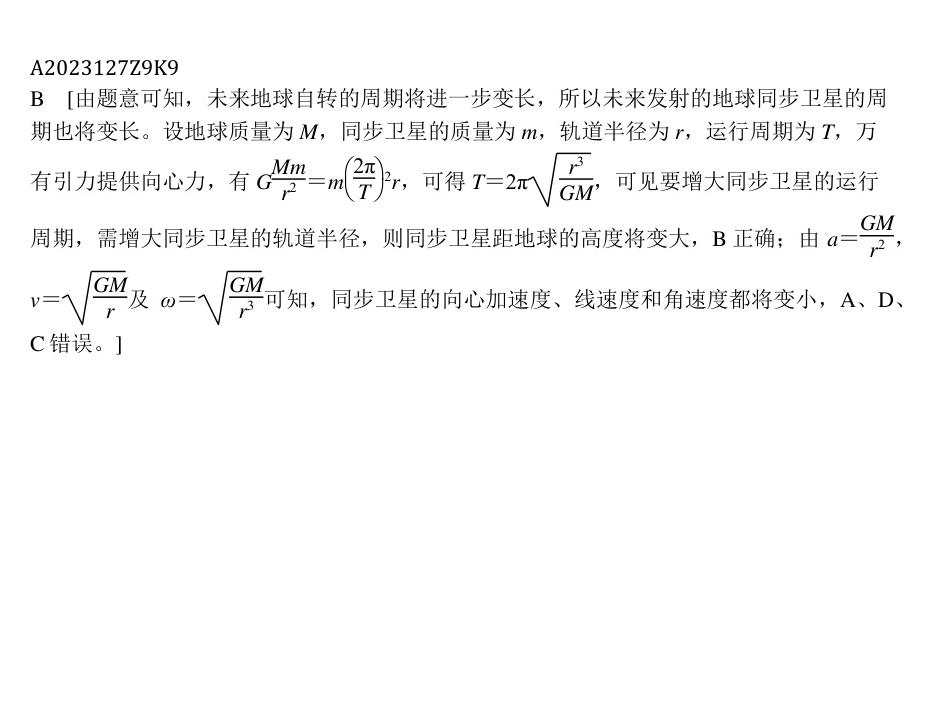 A2023127Z9K9
B [由题意可知，未来地球自转的周期将进一步变长，所以未来发射的地球同步卫星的周
期也将变长。设地球质量为 M，同步卫星的质量为 m，轨道半径为 r，运行周期为 T，万
有引力提供向心力，有 G\frac{Mm}{r^2}＝m\left(\frac{2π}{T}\right)^2r，可得 T＝2π\sqrt{\frac{r^3}{GM}}，可见要增大同步卫星的运行
周期，需增大同步卫星的轨道半径，则同步卫星距地球的高度将变大，B 正确；由 a＝\frac{GM}{r^2}，
v＝\sqrt{\frac{GM}{r}}及 ω＝\sqrt{\frac{GM}{r^3}}可知，同步卫星的向心加速度、线速度和角速度都将变小，A、D、
C 错误。]